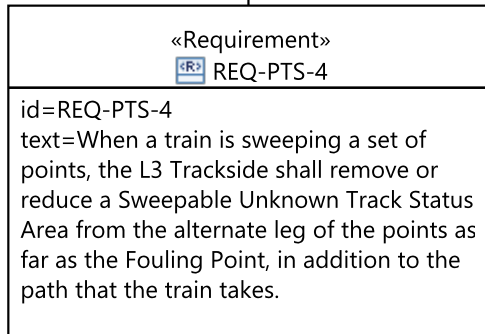 «Requirement»
<R> REQ-PTS-4
id=REQ-PTS-4
text=When a train is sweeping a set of
points, the L3 Trackside shall remove or
reduce a Sweepable Unknown Track Status
Area from the alternate leg of the points as
far as the Fouling Point, in addition to the
path that the train takes.